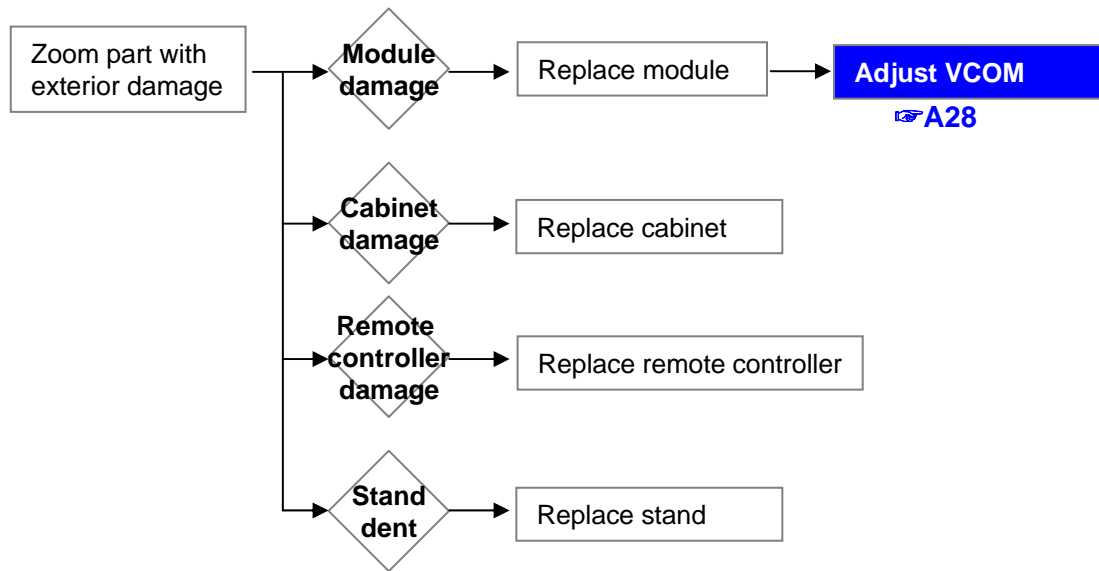 Zoom part with
exterior damage
Module
damage
Replace module
Adjust VCOM
☞A28
Cabinet
damage
Replace cabinet
Remote
controller
damage
Replace remote controller
Stand
dent
Replace stand